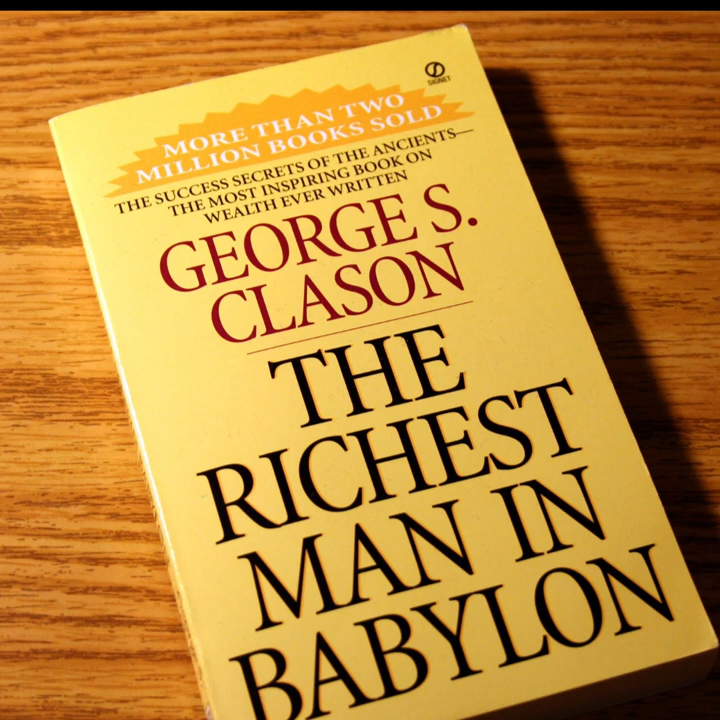 SIGNET
MORE THAN TWO
MILLION BOOKS SOLD
THE SUCCESS SECRETS OF THE ANCIENTS—
THE MOST INSPIRING BOOK ON
WEALTH EVER WRITTEN
GEORGE S.
CLASON
THE
RICHEST
MAN IN
BABYLON